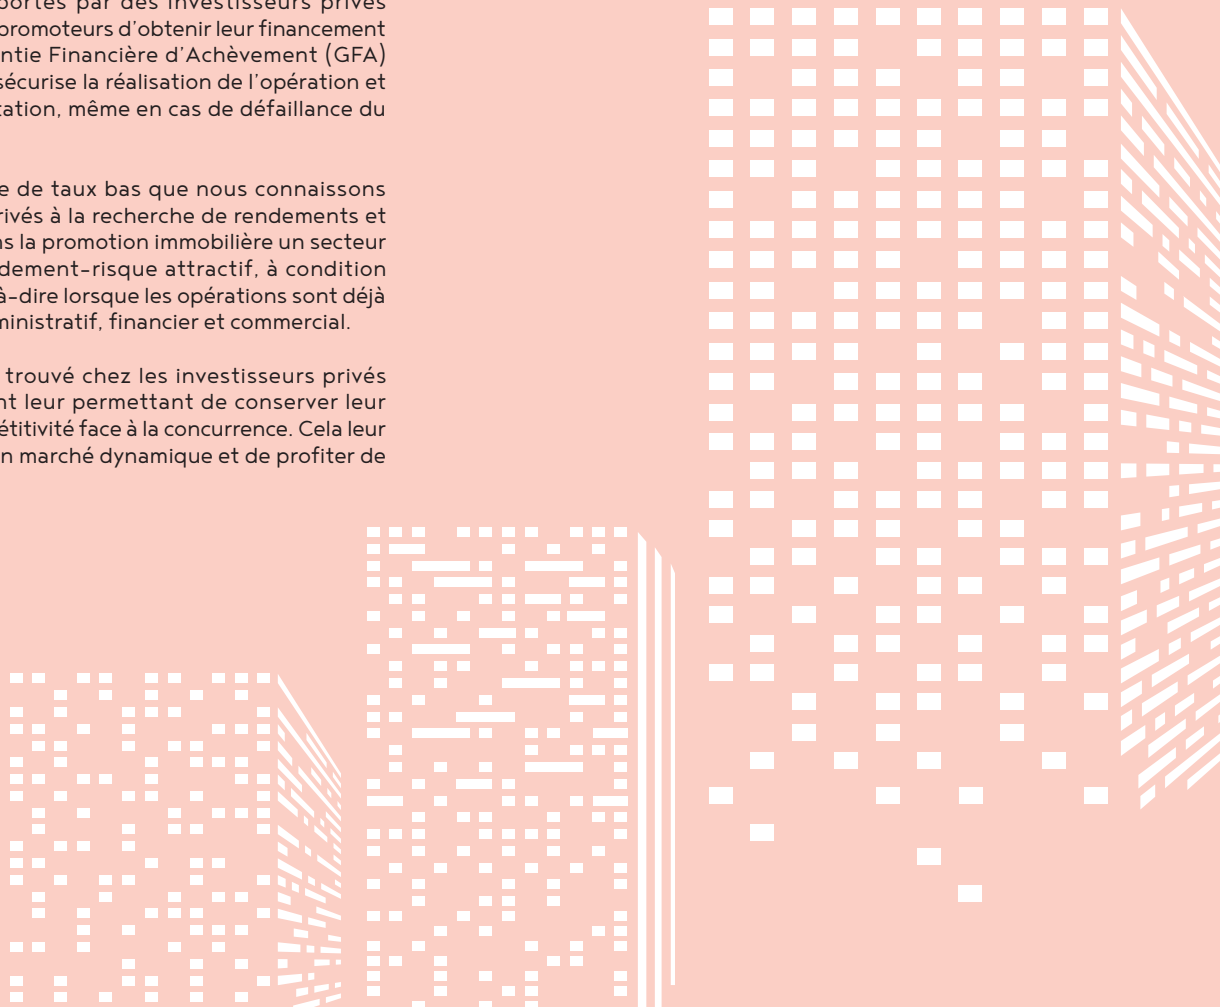 portés par des investisseurs privés
promoteurs d’obtenir leur financement
ntie Financière d’Achèvement (GFA)
sécurise la réalisation de l’opération et
tation, même en cas de défaillance du
e de taux bas que nous connaissons
rivés à la recherche de rendements et
ns la promotion immobilière un secteur
dement-risque attractif, à condition
à-dire lorsque les opérations sont déjà
ministratif, financier et commercial.
trouvé chez les investisseurs privés
nt leur permettant de conserver leur
étitivité face à la concurrence. Cela leur
n marché dynamique et de profiter de